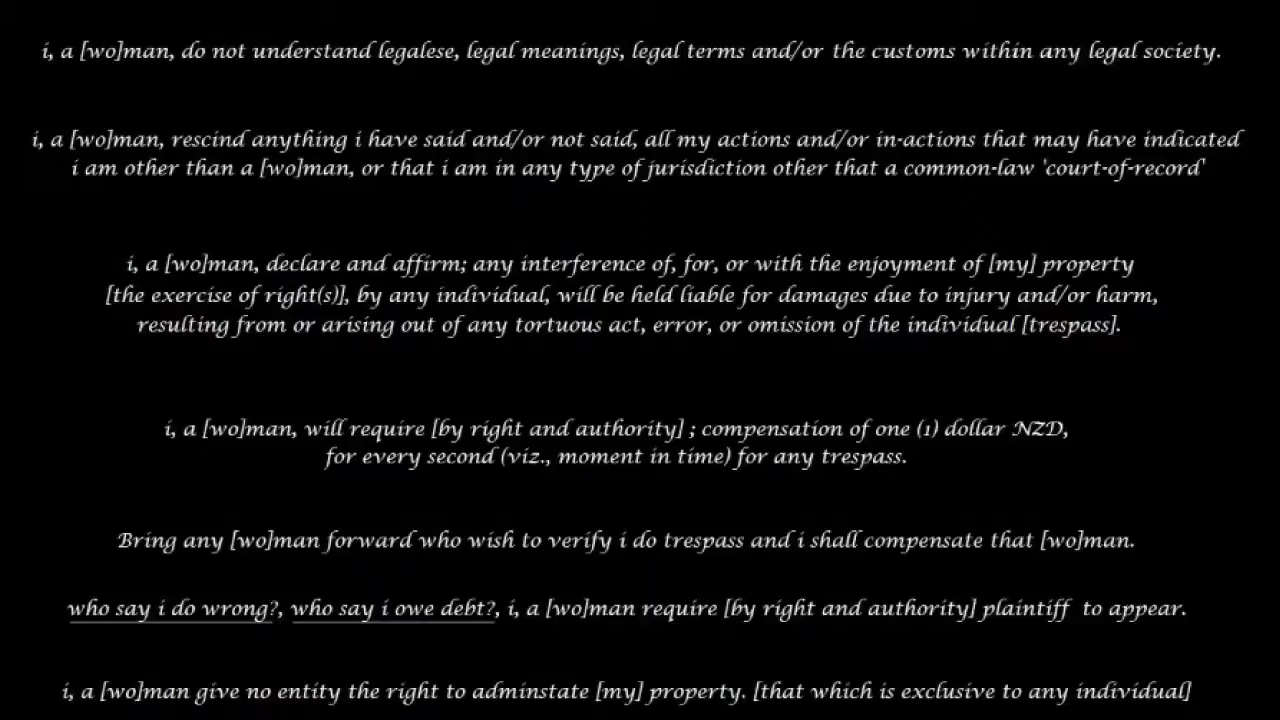 i, a [wo]man, do not understand legalese, legal meanings, legal terms and/or the customs within any legal society.
i, a [wo]man, rescind anything i have said and/or not said, all my actions and/or in-actions that may have indicated
i am other than a [wo]man, or that i am in any type of jurisdiction other that a common-law 'court-of-record'
i, a [wo]man, declare and affirm; any interference of, for, or with the enjoyment of [my] property
[the exercise of right(s)], by any individual, will be held liable for damages due to injury and/or harm,
resulting from or arising out of any tortuous act, error, or omission of the individual [trespass].
i, a [wo]man, will require [by right and authority] ; compensation of one (1) dollar NZD,
for every second (viz., moment in time) for any trespass.
Bring any [wo]man forward who wish to verify i do trespass and i shall compensate that [wo]man.
who say i do wrong?, who say i owe debt?, i, a [wo]man require [by right and authority] plaintiff to appear.
i, a [wo]man give no entity the right to adminstate [my] property. [that which is exclusive to any individual]